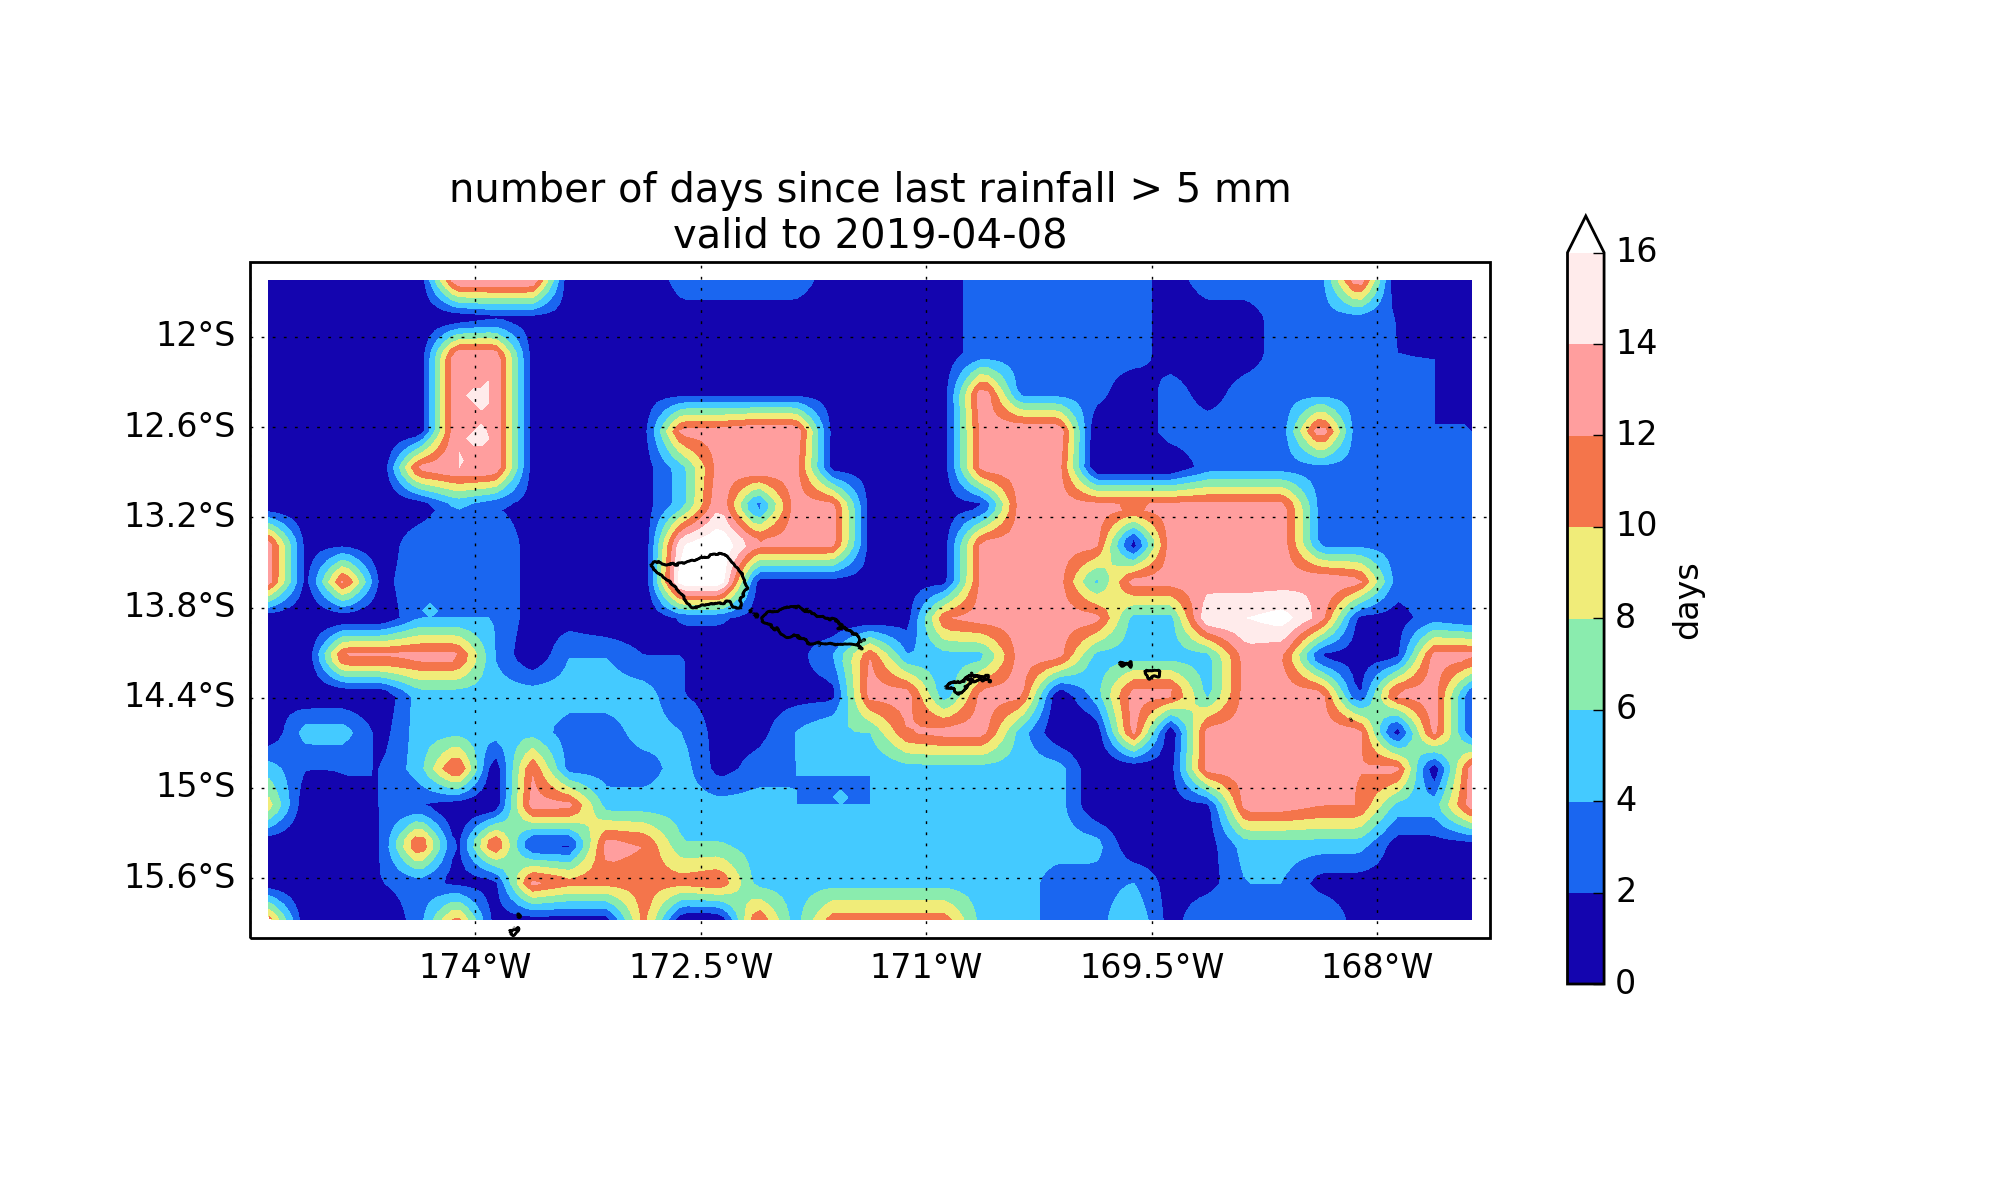 number of days since last rainfall > 5 mm
valid to 2019-04-08
12°S
12.6°S
13.2°S
13.8°S
14.4°S
15°S
15.6°S
174°W
172.5°W
171°W
169.5°W
168°W
16
14
12
10
8
6
4
2
0
days